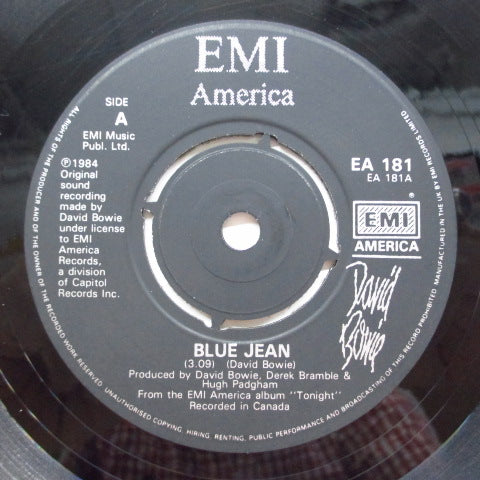 EMI
America
SIDE
A
EMI Music
Publ. Ltd.
℗1984
Original
sound
recording
made by
David Bowie
under license
to EMI
America
Records,
a division
of Capitol
Records Inc.
EA 181
EA 181A
EMI
®
AMERICA
David
Bowie
BLUE JEAN
(3.09) (David Bowie)
Produced by David Bowie, Derek Bramble &
Hugh Padgham
From the EMI America album "Tonight"
Recorded in Canada
ALL RIGHTS OF THE PRODUCER AND OF THE OWNER OF THE RECORDED WORK RESERVED. UNAUTHORISED COPYING, HIRING, RENTING, PUBLIC PERFORMANCE AND BROADCASTING OF THIS RECORD PROHIBITED. MANUFACTURED IN THE UK BY EMI RECORDS LIMITED